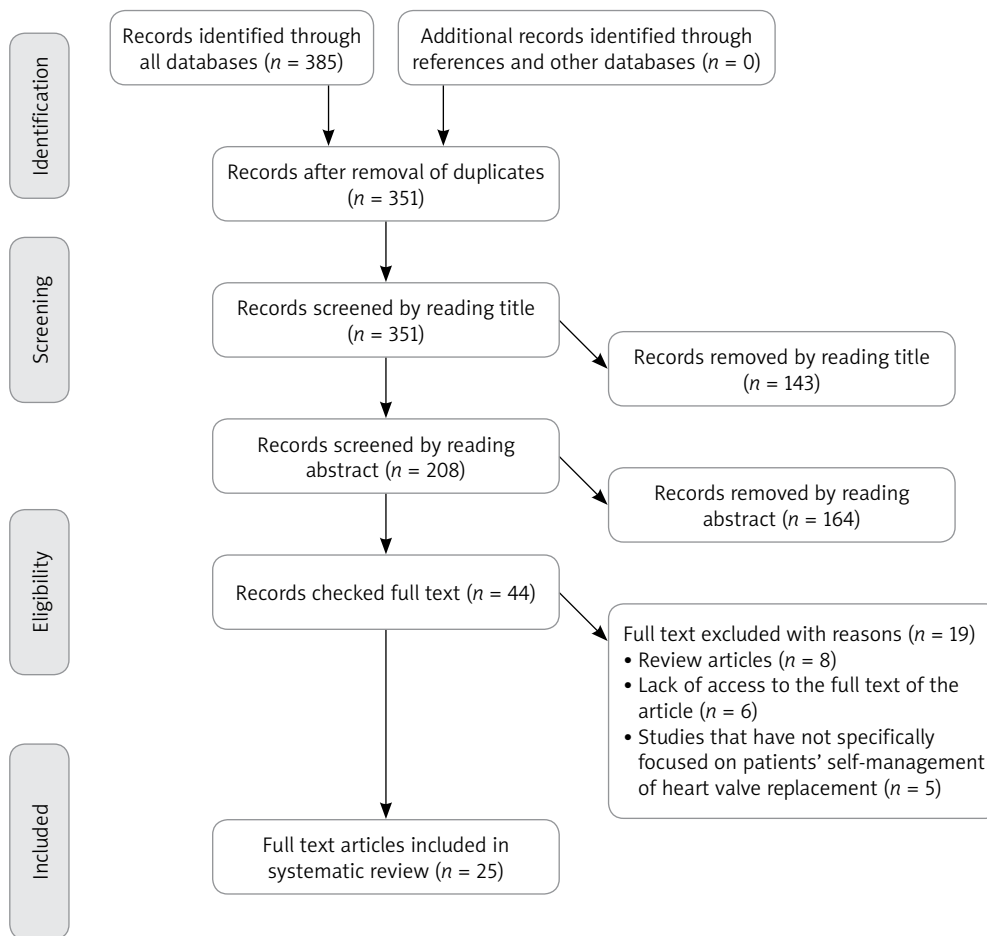 Identification
Records identified through
all databases (n = 385)
Additional records identified through
references and other databases (n = 0)
Records after removal of duplicates
(n = 351)
Screening
Records screened by reading title
(n = 351)
Records removed by reading title
(n = 143)
Records screened by reading
abstract (n = 208)
Records removed by reading
abstract (n = 164)
Eligibility
Records checked full text (n = 44)
Full text excluded with reasons (n = 19)
• Review articles (n = 8)
• Lack of access to the full text of the
article (n = 6)
• Studies that have not specifically
focused on patients’ self-management
of heart valve replacement (n = 5)
Included
Full text articles included in
systematic review (n = 25)